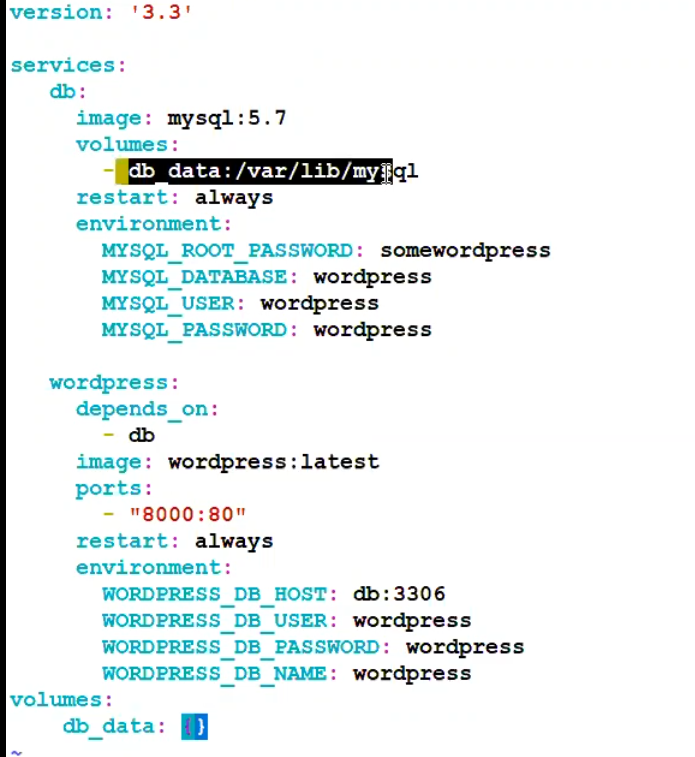 version: '3.3'
services:
db:
image: mysql:5.7
volumes:
- db_data:/var/lib/mysql
restart: always
environment:
MYSQL_ROOT_PASSWORD: somewordpress
MYSQL_DATABASE: wordpress
MYSQL_USER: wordpress
MYSQL_PASSWORD: wordpress
wordpress:
depends_on:
- db
image: wordpress:latest
ports:
- "8000:80"
restart: always
environment:
WORDPRESS_DB_HOST: db:3306
WORDPRESS_DB_USER: wordpress
WORDPRESS_DB_PASSWORD: wordpress
WORDPRESS_DB_NAME: wordpress
volumes:
db_data: {}
~